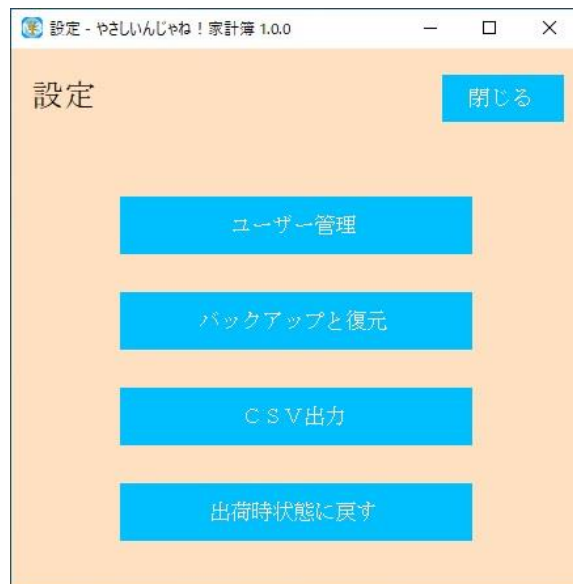 設定 - やさしいんじゃね！家計簿 1.0.0
設定
閉じる
ユーザー管理
バックアップと復元
ＣＳＶ出力
出荷時状態に戻す